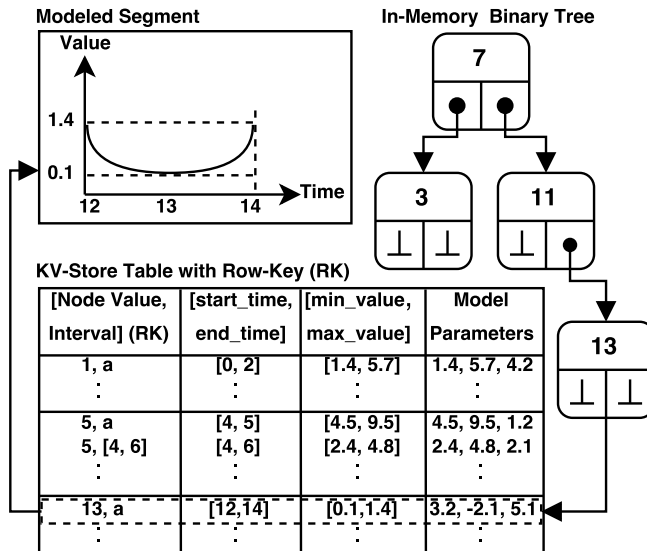 Modeled Segment
In-Memory Binary Tree
Value
1.4
0.1
12 13 14
Time
7
3
11
13
KV-Store Table with Row-Key (RK)
[Node Value, Interval] (RK) [start_time, end_time] [min_value, max_value] Model Parameters
1, a [0, 2] [1.4, 5.7] 1.4, 5.7, 4.2
: : : :
5, a [4, 5] [4.5, 9.5] 4.5, 9.5, 1.2
5, [4, 6] [4, 6] [2.4, 4.8] 2.4, 4.8, 2.1
: : : :
13, a [12,14] [0.1,1.4] 3.2, -2.1, 5.1
: : : :